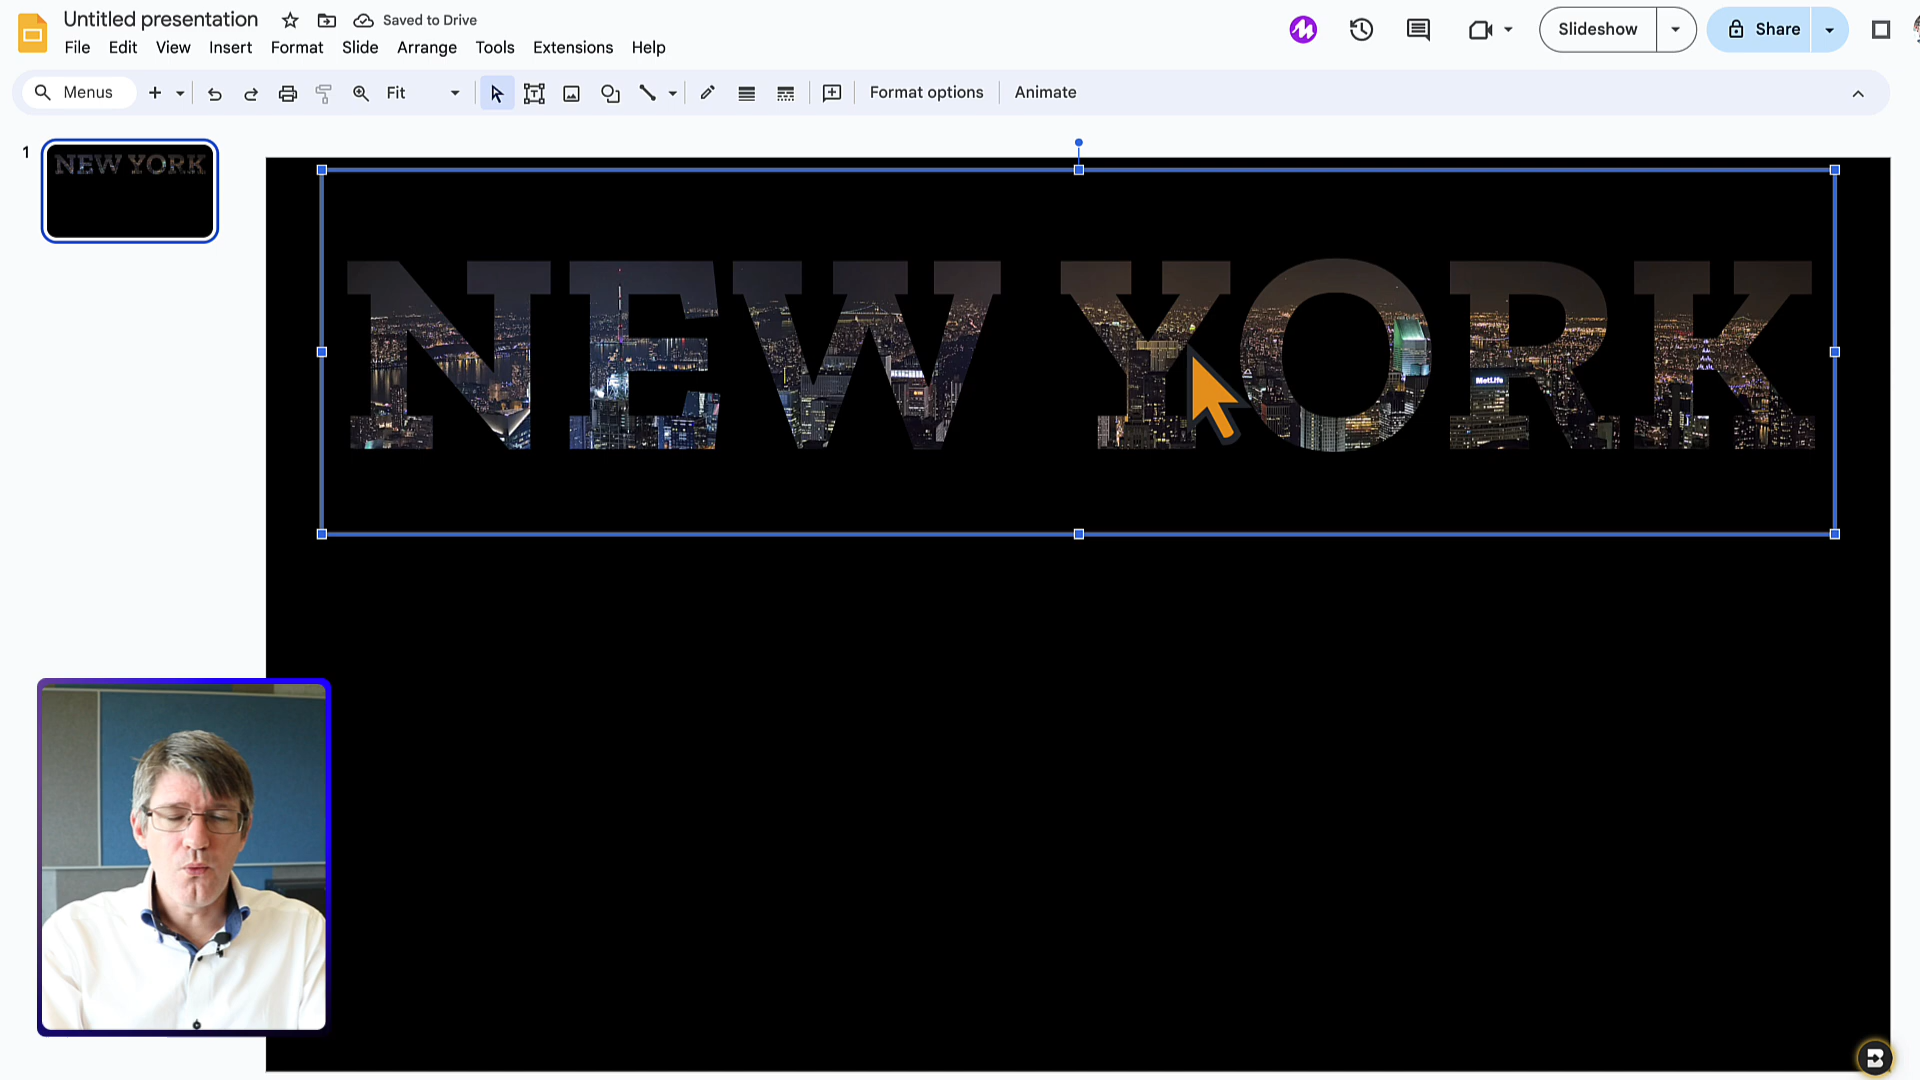 Untitled presentation Saved to Drive
File Edit View Insert Format Slide Arrange Tools Extensions Help
Slideshow
Share
Menus
Fit
Format options
Animate
1
NEW YORK
NEW YORK
MetLife